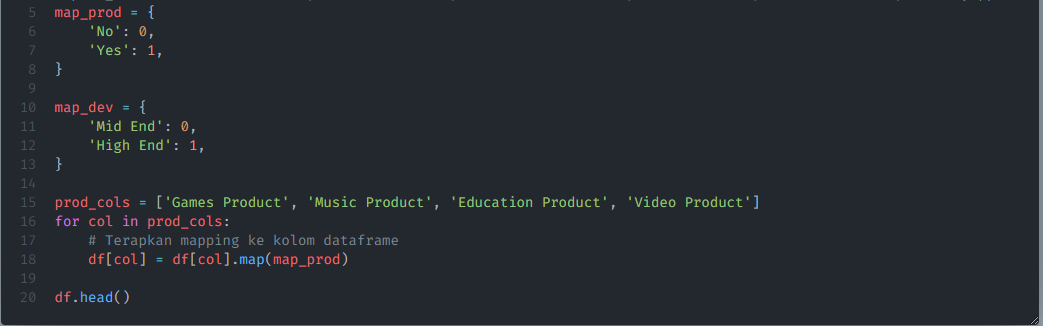 5 map_prod = {
6     'No': 0,
7     'Yes': 1,
8 }
9
10 map_dev = {
11     'Mid End': 0,
12     'High End': 1,
13 }
14
15 prod_cols = ['Games Product', 'Music Product', 'Education Product', 'Video Product']
16 for col in prod_cols:
17     # Terapkan mapping ke kolom dataframe
18     df[col] = df[col].map(map_prod)
19
20 df.head()